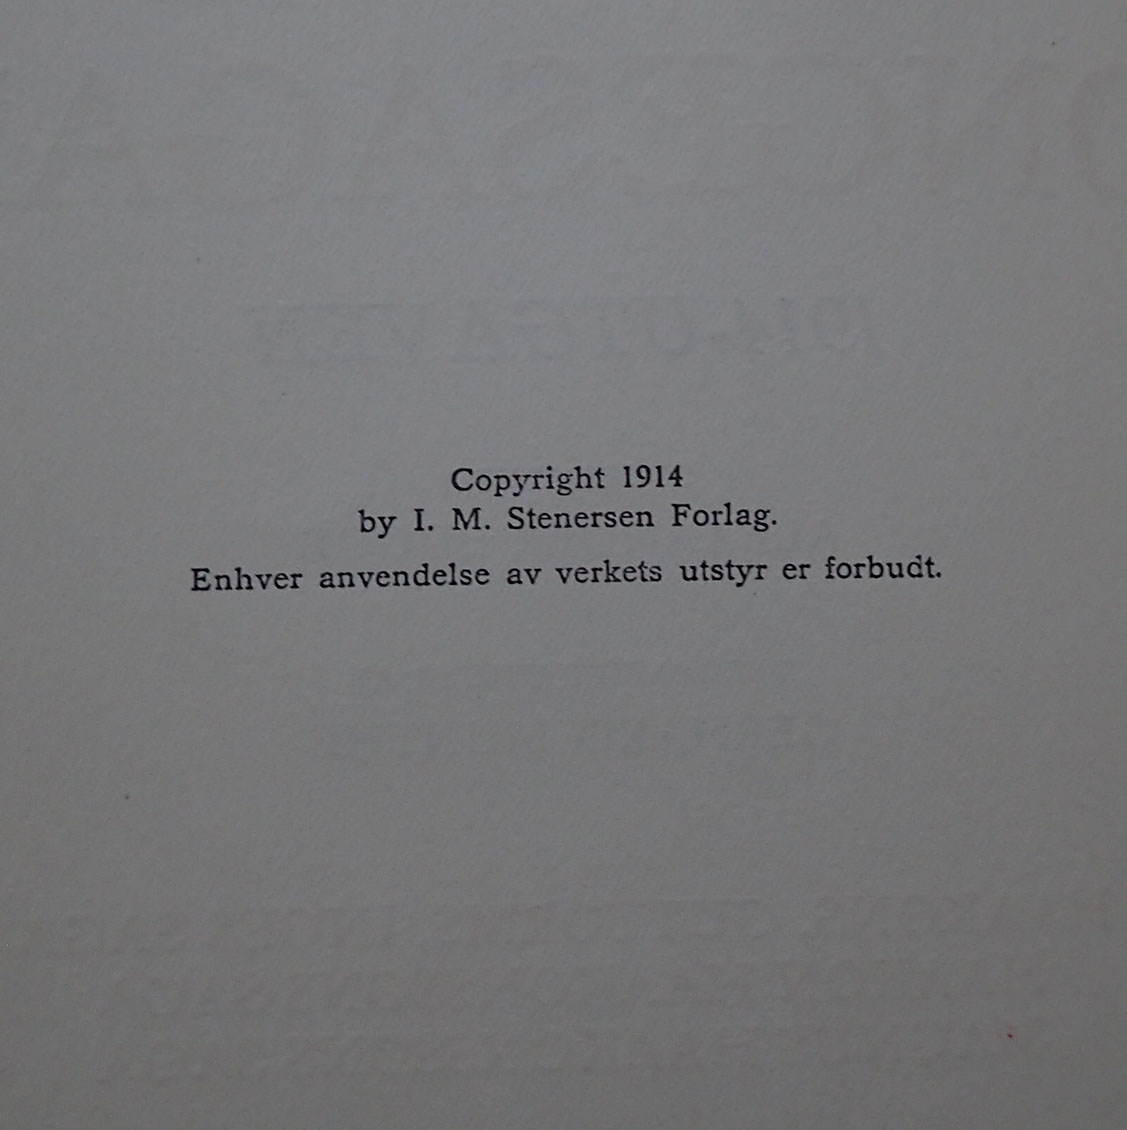 Copyright 1914
by I. M. Stenersen Forlag.
Enhver anvendelse av verkets utstyr er forbudt.